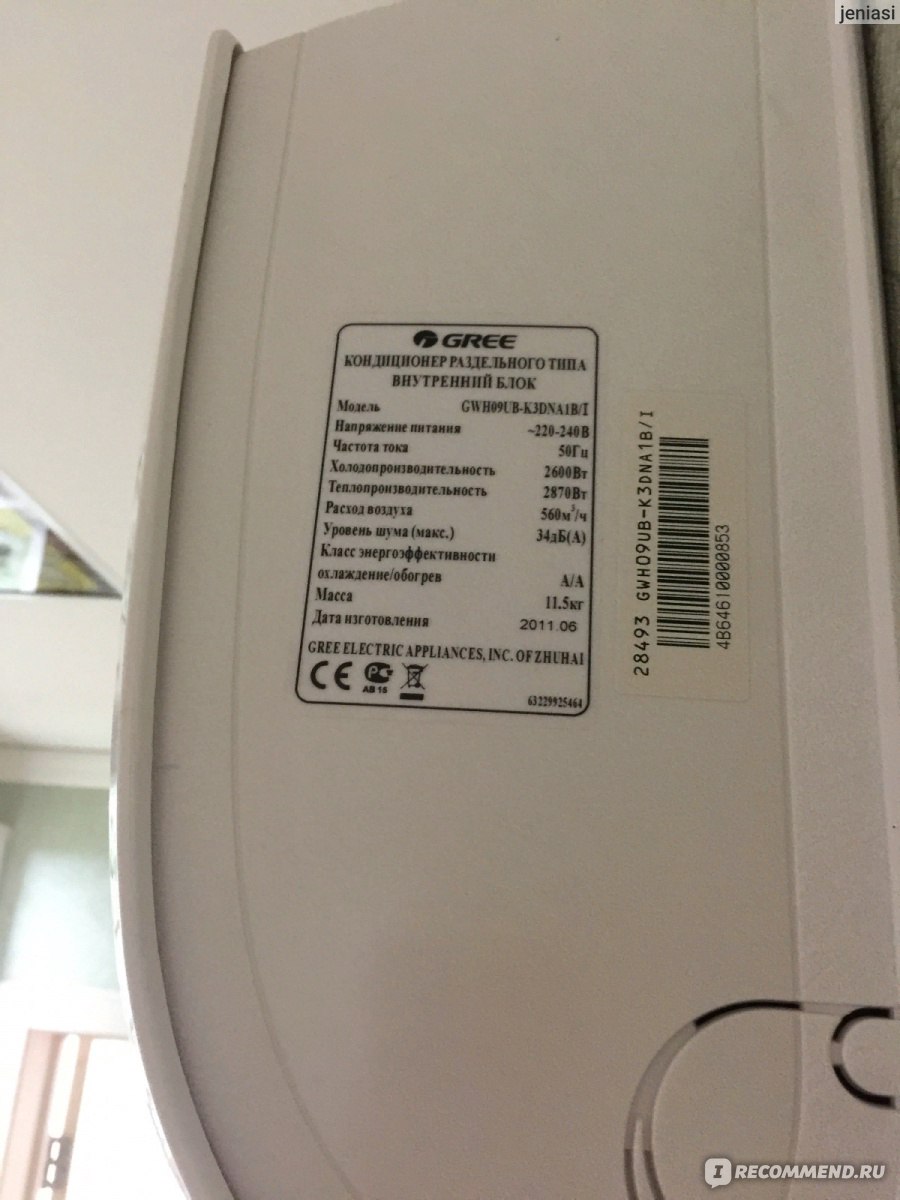 jeniasi
GREE
КОНДИЦИОНЕР РАЗДЕЛЬНОГО ТИПА
ВНУТРЕННИЙ БЛОК
Модель GWH09UB-K3DNA1B/I
Напряжение питания ~220-240В
Частота тока 50Гц
Холодопроизводительность 2600Вт
Теплопроизводительность 2870Вт
Расход воздуха 560м³/ч
Уровень шума (макс.) 34дБ(А)
Класс энергоэффективности
охлаждение/обогрев А/А
Масса 11.5кг
Дата изготовления 2011.06
GREE ELECTRIC APPLIANCES, INC. OF ZHUHAI
CE РС
АВ 15
63229925464
28493 GWH09UB-K3DNA1B/I
4B64610000853
IRECOMMEND.RU